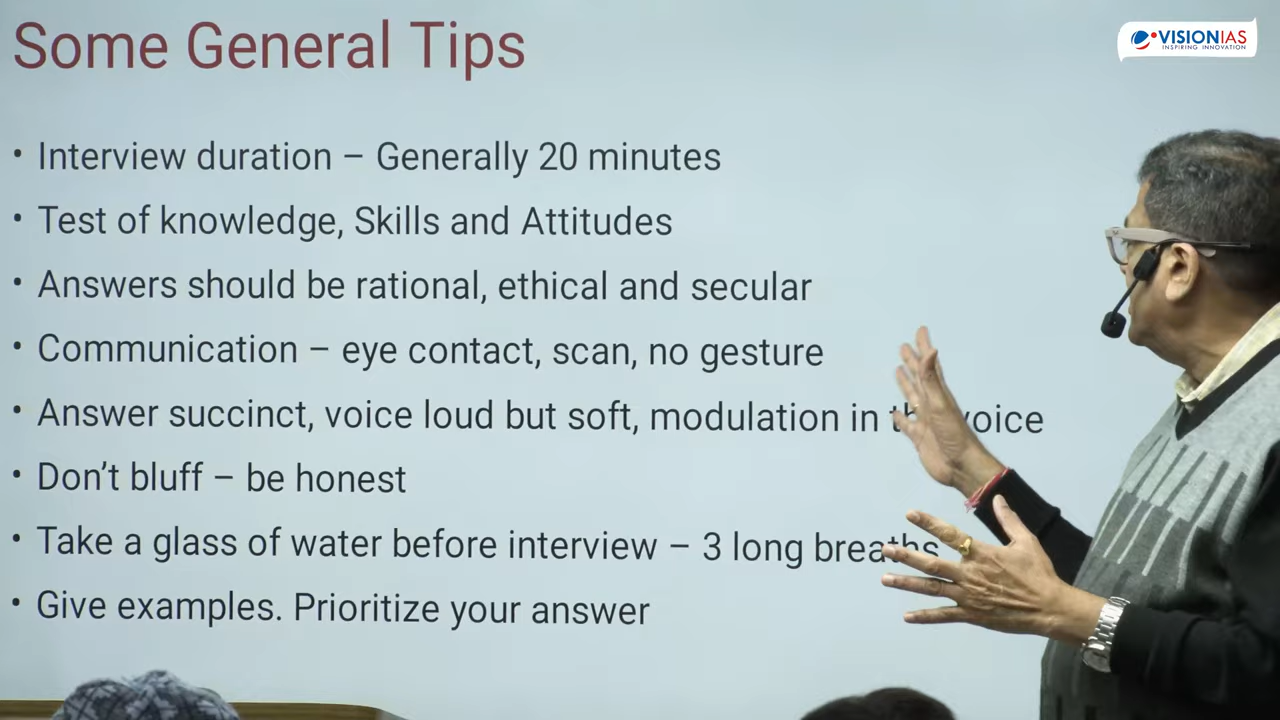 Some General Tips
VISIONIAS
INSPIRING INNOVATION
• Interview duration – Generally 20 minutes
• Test of knowledge, Skills and Attitudes
• Answers should be rational, ethical and secular
• Communication – eye contact, scan, no gesture
• Answer succinct, voice loud but soft, modulation in voice
• Don't bluff – be honest
• Take a glass of water before interview – 3 long breaths
• Give examples. Prioritize your answer